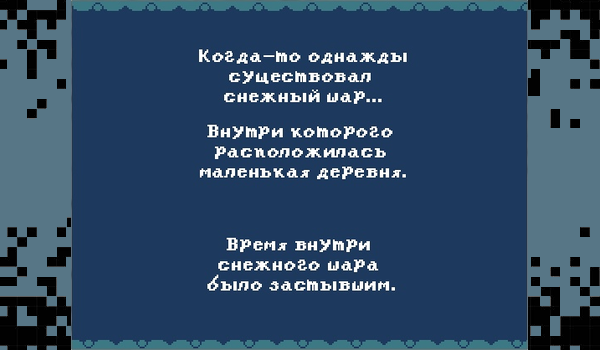 Когда-то однажды
существовал
снежный шар...
Внутри которого
расположилась
маленькая деревня.
Время внутри
снежного шара
было застывшим.